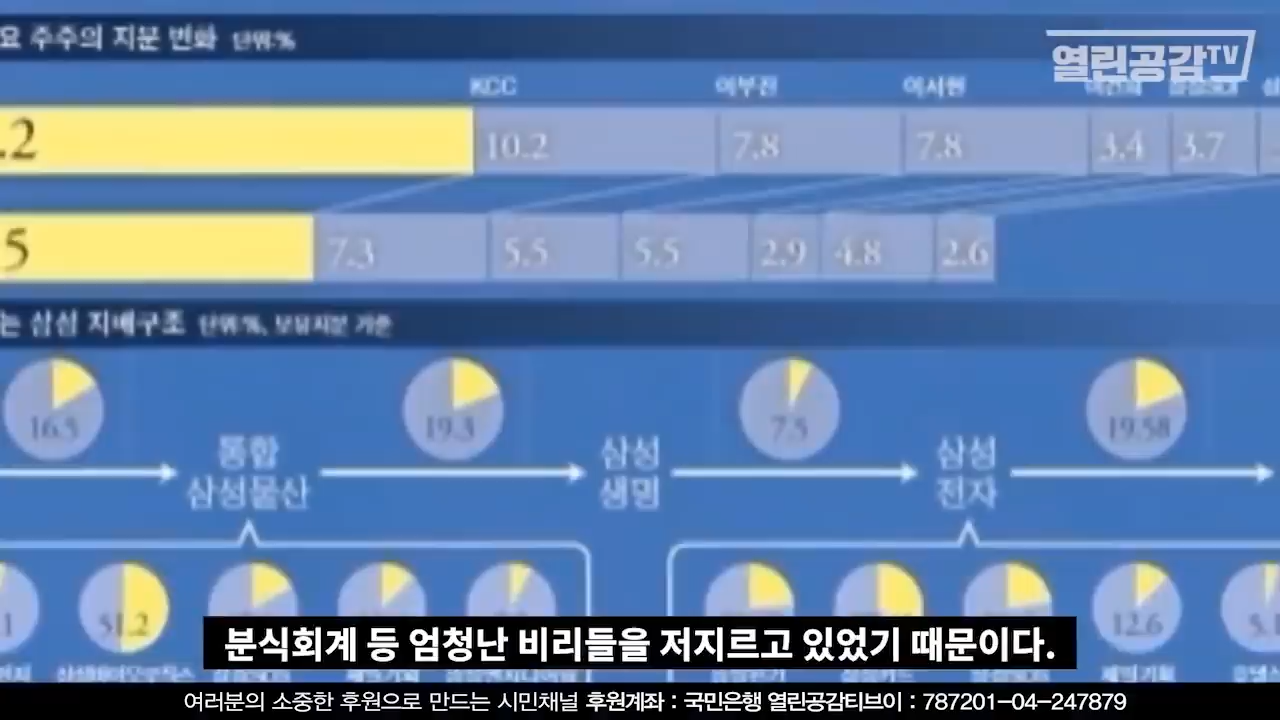 요 주주의 지분 변화 단위:%
열린공감TV
KCC 이부진 이서현
.2 10.2 7.8 7.8 3.4 3.7
5 7.3 5.5 5.5 2.9 4.8 2.6
는 삼성 지배구조 단위:%, 보유지분 기준
16.5 19.3 7.5 19.58
통합 삼성 삼성
삼성물산 생명 전자
51.2 12.6
분식회계 등 엄청난 비리들을 저지르고 있었기 때문이다.
여러분의 소중한 후원으로 만드는 시민채널 후원계좌 : 국민은행 열린공감티브이 : 787201-04-247879